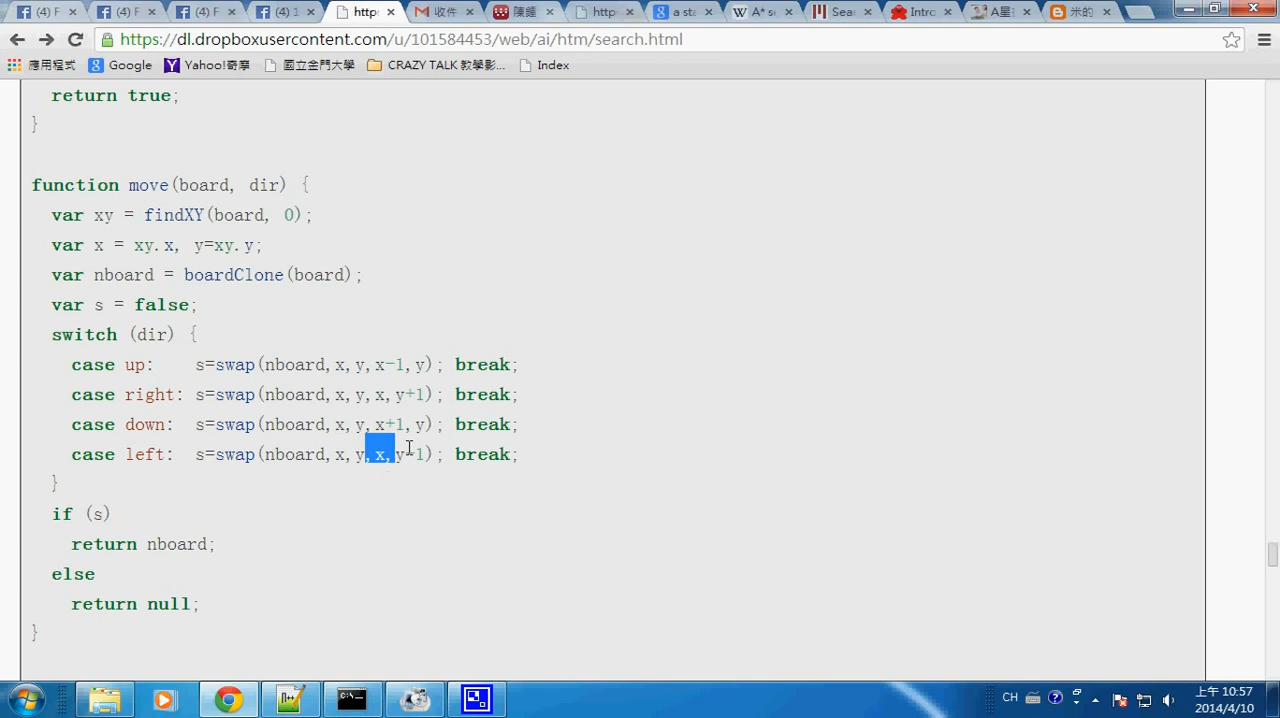 (4) F
(4) F
(4) F
(4) 1
http
收件
陳鍾
http
a sta
A* se
Sear
Intro
A星
米的
https://dl.dropboxusercontent.com/u/101584453/web/ai/htm/search.html
應用程式 Google Yahoo!奇摩 國立金門大學 CRAZY TALK 教學影... Index
return true;
}
function move(board, dir) {
var xy = findXY(board, 0);
var x = xy.x, y=xy.y;
var nboard = boardClone(board);
var s = false;
switch (dir) {
case up: s=swap(nboard,x,y,x-1,y); break;
case right: s=swap(nboard,x,y,x,y+1); break;
case down: s=swap(nboard,x,y,x+1,y); break;
case left: s=swap(nboard,x,y,x,y-1); break;
}
if (s)
return nboard;
else
return null;
}
CH
上午 10:57
2014/4/10